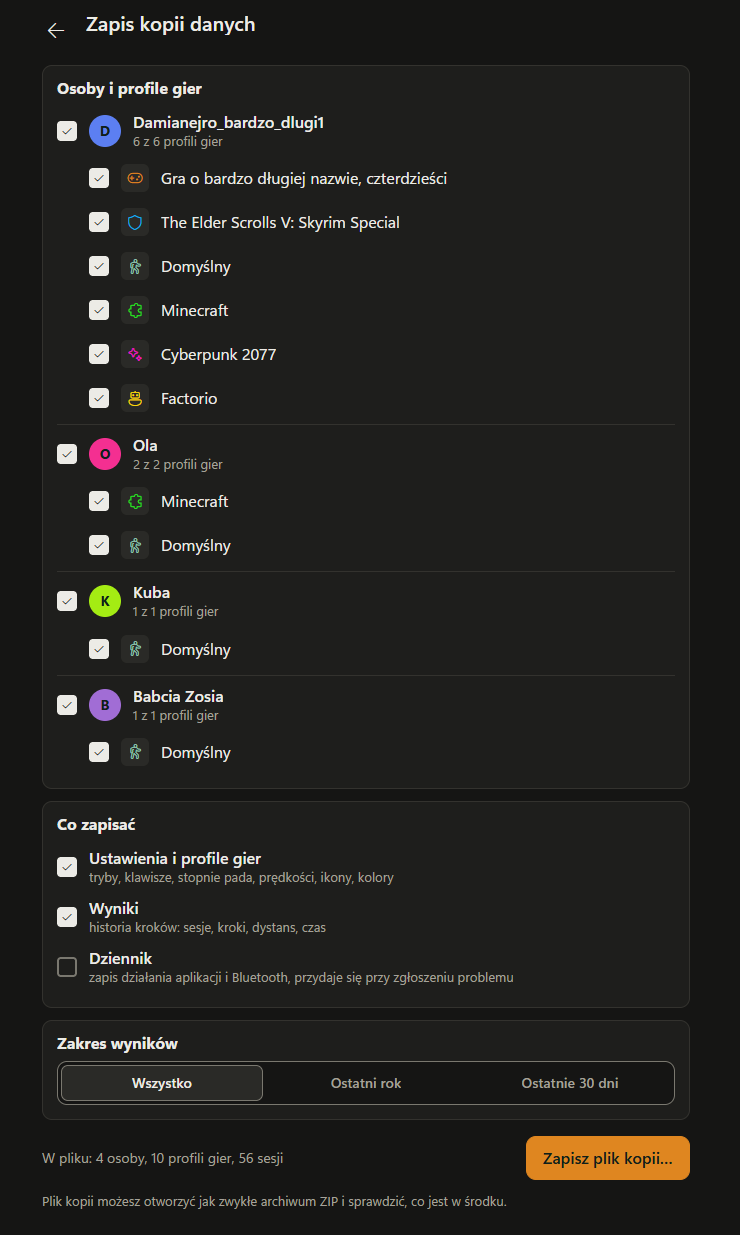 Zapis kopii danych
Osoby i profile gier
D
Damianejro_bardzo_dlugi1
6 z 6 profili gier
Gra o bardzo długiej nazwie, czterdzieści
The Elder Scrolls V: Skyrim Special
Domyślny
Minecraft
Cyberpunk 2077
Factorio
O
Ola
2 z 2 profili gier
Minecraft
Domyślny
K
Kuba
1 z 1 profili gier
Domyślny
B
Babcia Zosia
1 z 1 profili gier
Domyślny
Co zapisać
Ustawienia i profile gier
tryby, klawisze, stopnie pada, prędkości, ikony, kolory
Wyniki
historia kroków: sesje, kroki, dystans, czas
Dziennik
zapis działania aplikacji i Bluetooth, przydaje się przy zgłoszeniu problemu
Zakres wyników
Wszystko Ostatni rok Ostatnie 30 dni
W pliku: 4 osoby, 10 profili gier, 56 sesji
Zapisz plik kopii...
Plik kopii możesz otworzyć jak zwykłe archiwum ZIP i sprawdzić, co jest w środku.